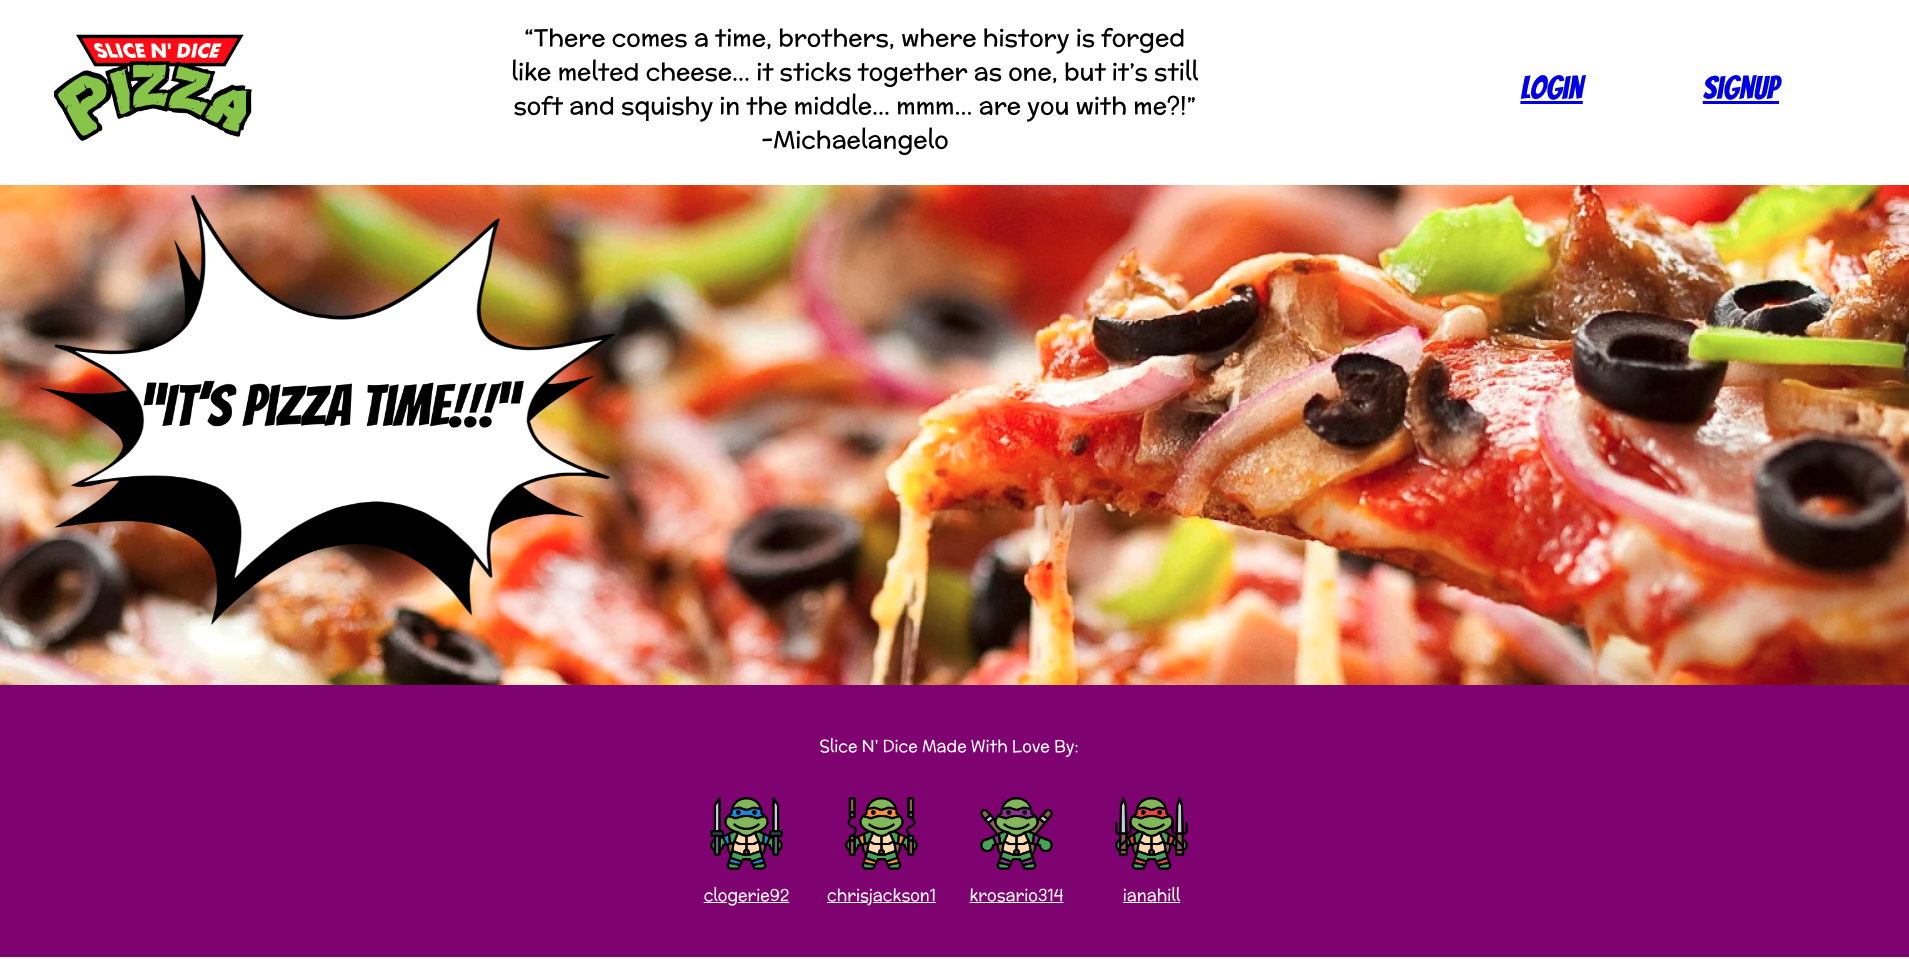 SLICE N' DICE
PIZZA
“There comes a time, brothers, where history is forged
like melted cheese... it sticks together as one, but it’s still
soft and squishy in the middle... mmm... are you with me?!”
-Michaelangelo
LOGIN
SIGNUP
"IT'S PIZZA TIME!!!"
Slice N' Dice Made With Love By:
clogerie92
chrisjackson1
krosario314
ianahill